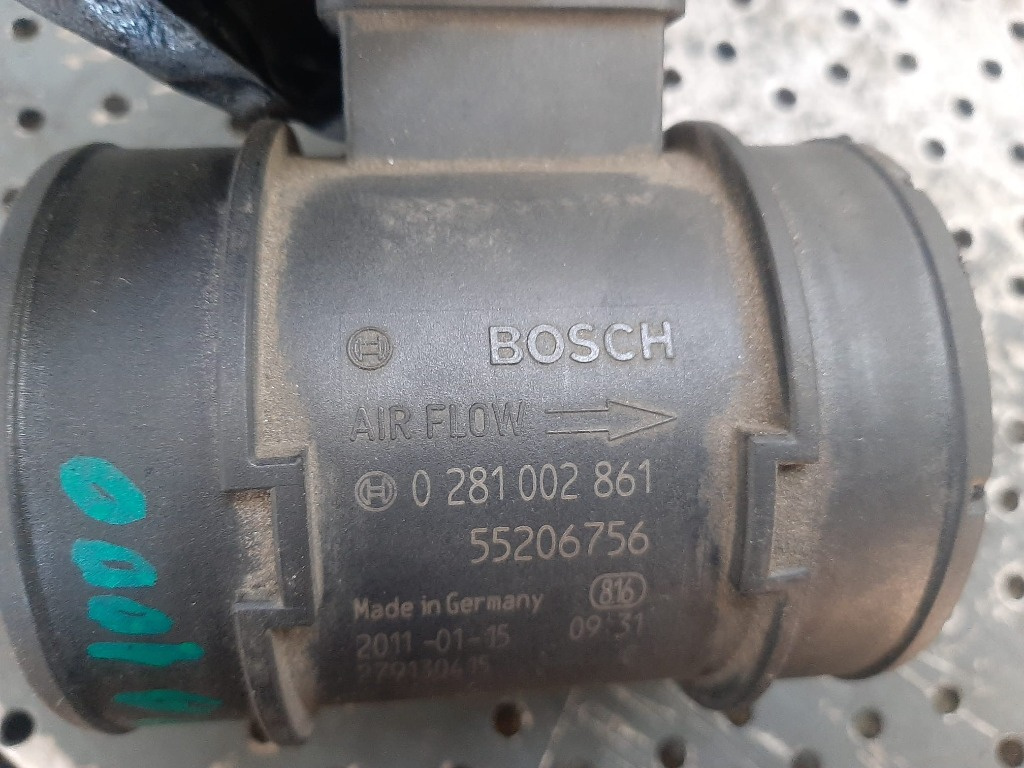 BOSCH
AIR FLOW
0 281 002 861
55206756
Made in Germany 816
2011-01-15 09:31